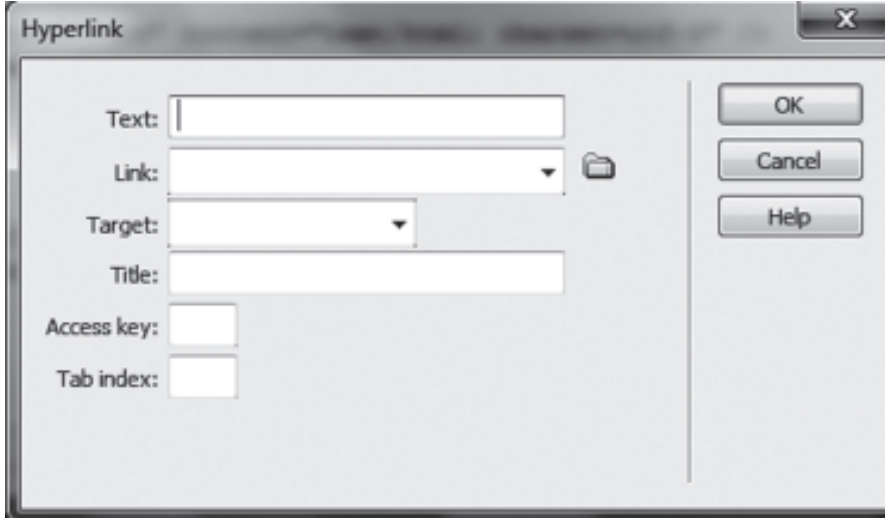 Hyperlink
Text:
Link:
Target:
Title:
Access key:
Tab index:
OK
Cancel
Help